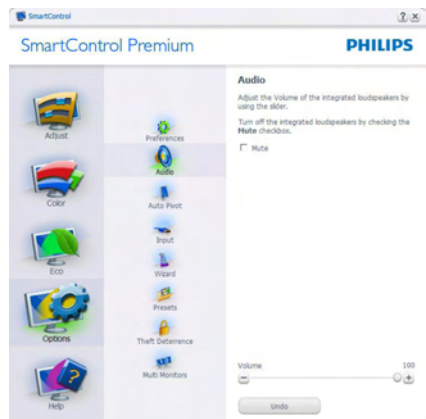 SmartControl
SmartControl Premium
PHILIPS
Adjust
Color
Eco
Options
Help
Preferences
Audio
Auto Pivot
Input
Wizard
Presets
Theft Deterrence
Multi Monitors
Audio
Adjust the Volume of the integrated loudspeakers by
using the slider.
Turn off the integrated loudspeakers by checking the
Mute checkbox.
Mute
Volume 100
Undo